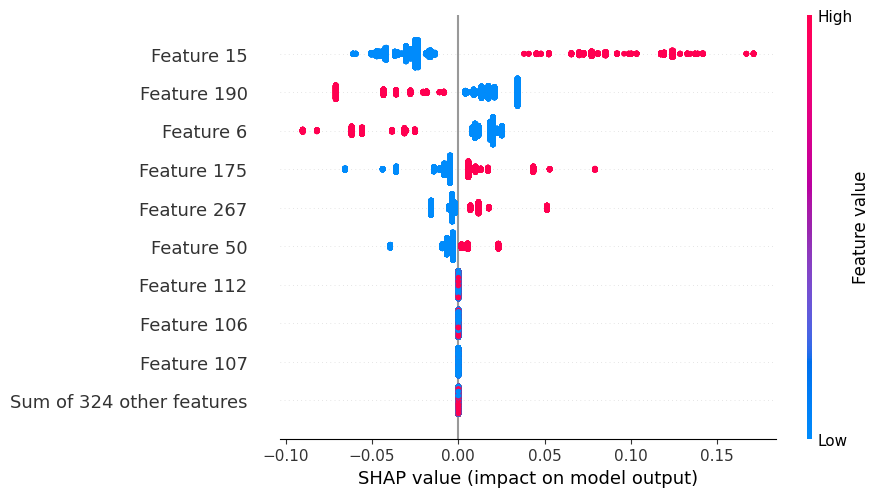 High
Feature 15
Feature 190
Feature 6
Feature 175
Feature 267
Feature 50
Feature 112
Feature 106
Feature 107
Sum of 324 other features
Feature value
Low
−0.10 −0.05 0.00 0.05 0.10 0.15
SHAP value (impact on model output)